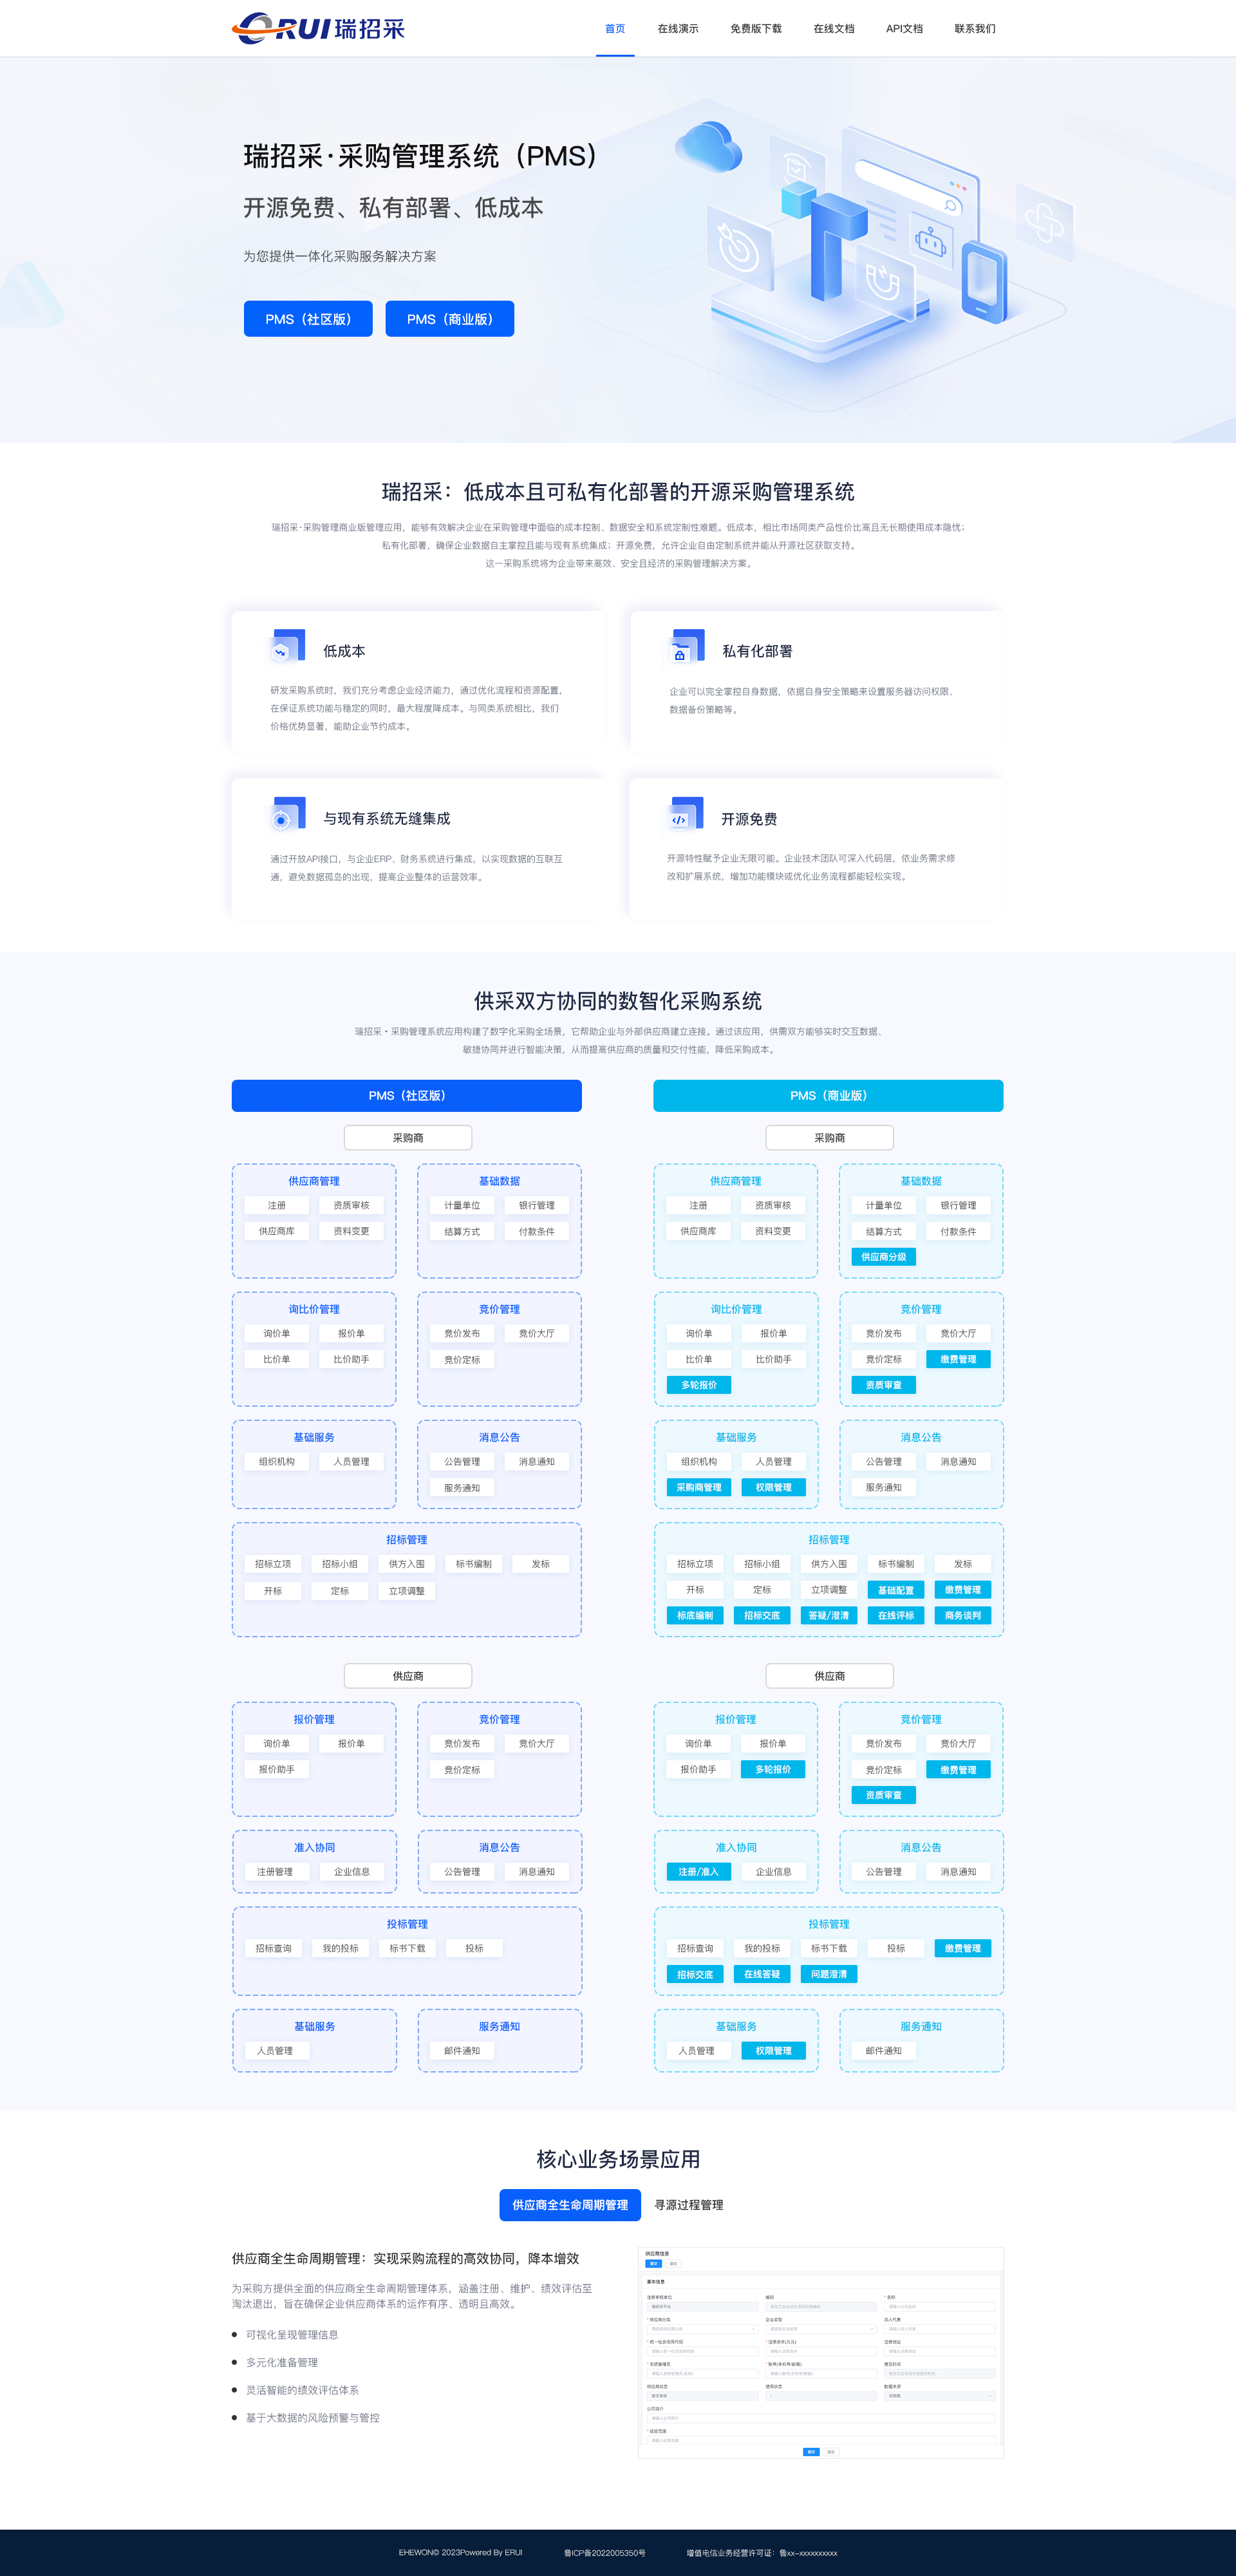 ERUI瑞招采
首页 在线演示 免费版下载 在线文档 API文档 联系我们
瑞招采·采购管理系统（PMS）
开源免费、私有部署、低成本
为您提供一体化采购服务解决方案
PMS（社区版） PMS（商业版）
瑞招采：低成本且可私有化部署的开源采购管理系统
瑞招采·采购管理商业版管理应用，能够有效解决企业在采购管理中面临的成本控制、数据安全和系统定制性难题。低成本，相比市场同类产品性价比高且无长期使用成本隐忧；
私有化部署，确保企业数据自主掌控且能与现有系统集成；开源免费，允许企业自由定制系统并能从开源社区获取支持。
这一采购系统将为企业带来高效、安全且经济的采购管理解决方案。
低成本
研发采购系统时，我们充分考虑企业经济能力，通过优化流程和资源配置，
在保证系统功能与稳定的同时，最大程度降成本。与同类系统相比，我们
价格优势显著，能助企业节约成本。
私有化部署
企业可以完全掌控自身数据，依据自身安全策略来设置服务器访问权限、
数据备份策略等。
与现有系统无缝集成
通过开放API接口，与企业ERP、财务系统进行集成，以实现数据的互联互
通，避免数据孤岛的出现，提高企业整体的运营效率。
开源免费
开源特性赋予企业无限可能。企业技术团队可深入代码层，依业务需求修
改和扩展系统，增加功能模块或优化业务流程都能轻松实现。
供采双方协同的数智化采购系统
瑞招采·采购管理系统应用构建了数字化采购全场景，它帮助企业与外部供应商建立连接。通过该应用，供需双方能够实时交互数据、
敏捷协同并进行智能决策，从而提高供应商的质量和交付性能，降低采购成本。
PMS（社区版）
采购商
供应商管理
注册 资质审核
供应商库 资料变更
基础数据
计量单位 银行管理
结算方式 付款条件
询比价管理
询价单 报价单
比价单 比价助手
竞价管理
竞价发布 竞价大厅
竞价定标
基础服务
组织机构 人员管理
消息公告
公告管理 消息通知
服务通知
招标管理
招标立项 招标小组 供方入围 标书编制 发标
开标 定标 立项调整
供应商
报价管理
询价单 报价单
报价助手
竞价管理
竞价发布 竞价大厅
竞价定标
准入协同
注册管理 企业信息
消息公告
公告管理 消息通知
投标管理
招标查询 我的投标 标书下载 投标
基础服务
人员管理
服务通知
邮件通知
PMS（商业版）
采购商
供应商管理
注册 资质审核
供应商库 资料变更
基础数据
计量单位 银行管理
结算方式 付款条件
供应商分级
询比价管理
询价单 报价单
比价单 比价助手
多轮报价
竞价管理
竞价发布 竞价大厅
竞价定标 缴费管理
资质审查
基础服务
组织机构 人员管理
采购商管理 权限管理
消息公告
公告管理 消息通知
服务通知
招标管理
招标立项 招标小组 供方入围 标书编制 发标
开标 定标 立项调整 基础配置 缴费管理
标底编制 招标交底 答疑/澄清 在线评标 商务谈判
供应商
报价管理
询价单 报价单
报价助手 多轮报价
竞价管理
竞价发布 竞价大厅
竞价定标 缴费管理
资质审查
准入协同
注册/准入 企业信息
消息公告
公告管理 消息通知
投标管理
招标查询 我的投标 标书下载 投标 缴费管理
招标交底 在线答疑 问题澄清
基础服务
人员管理 权限管理
服务通知
邮件通知
核心业务场景应用
供应商全生命周期管理 寻源过程管理
供应商全生命周期管理：实现采购流程的高效协同，降本增效
为采购方提供全面的供应商全生命周期管理体系，涵盖注册、维护、绩效评估至
淘汰退出，旨在确保企业供应商体系的运作有序、透明且高效。
可视化呈现管理信息
多元化准备管理
灵活智能的绩效评估体系
基于大数据的风险预警与管控
供应商信息
基本信息
EHEWON© 2023Powered By ERUI 鲁ICP备2022005350号 增值电信业务经营许可证：鲁xx-xxxxxxxxxx